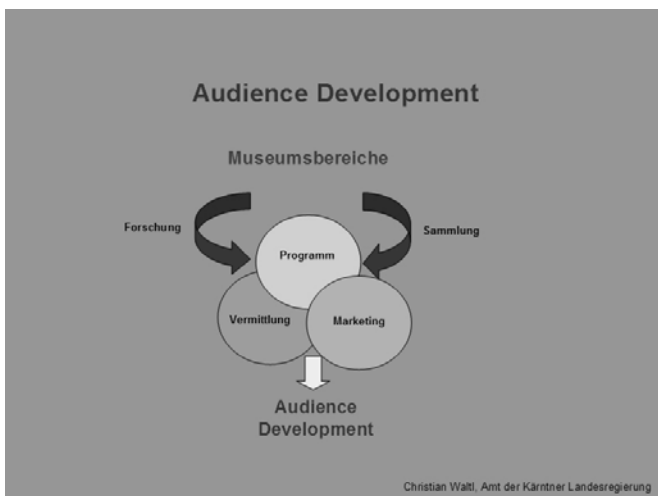 Audience Development
Museumsbereiche
Forschung
Sammlung
Programm
Vermittlung
Marketing
Audience
Development
Christian Waltl, Amt der Kärntner Landesregierung